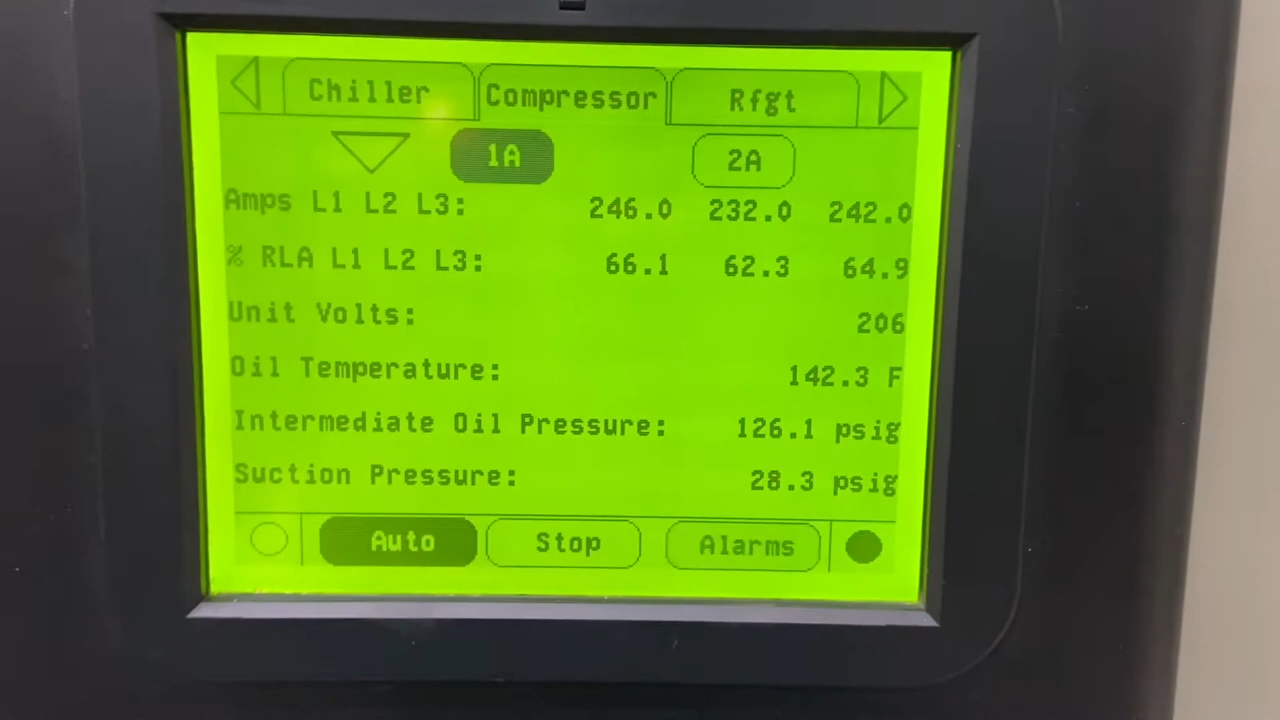 Chiller Compressor Rfgt
1A 2A
Amps L1 L2 L3: 246.0 232.0 242.0
% RLA L1 L2 L3: 66.1 62.3 64.9
Unit Volts: 206
Oil Temperature: 142.3 F
Intermediate Oil Pressure: 126.1 psig
Suction Pressure: 28.3 psig
Auto Stop Alarms